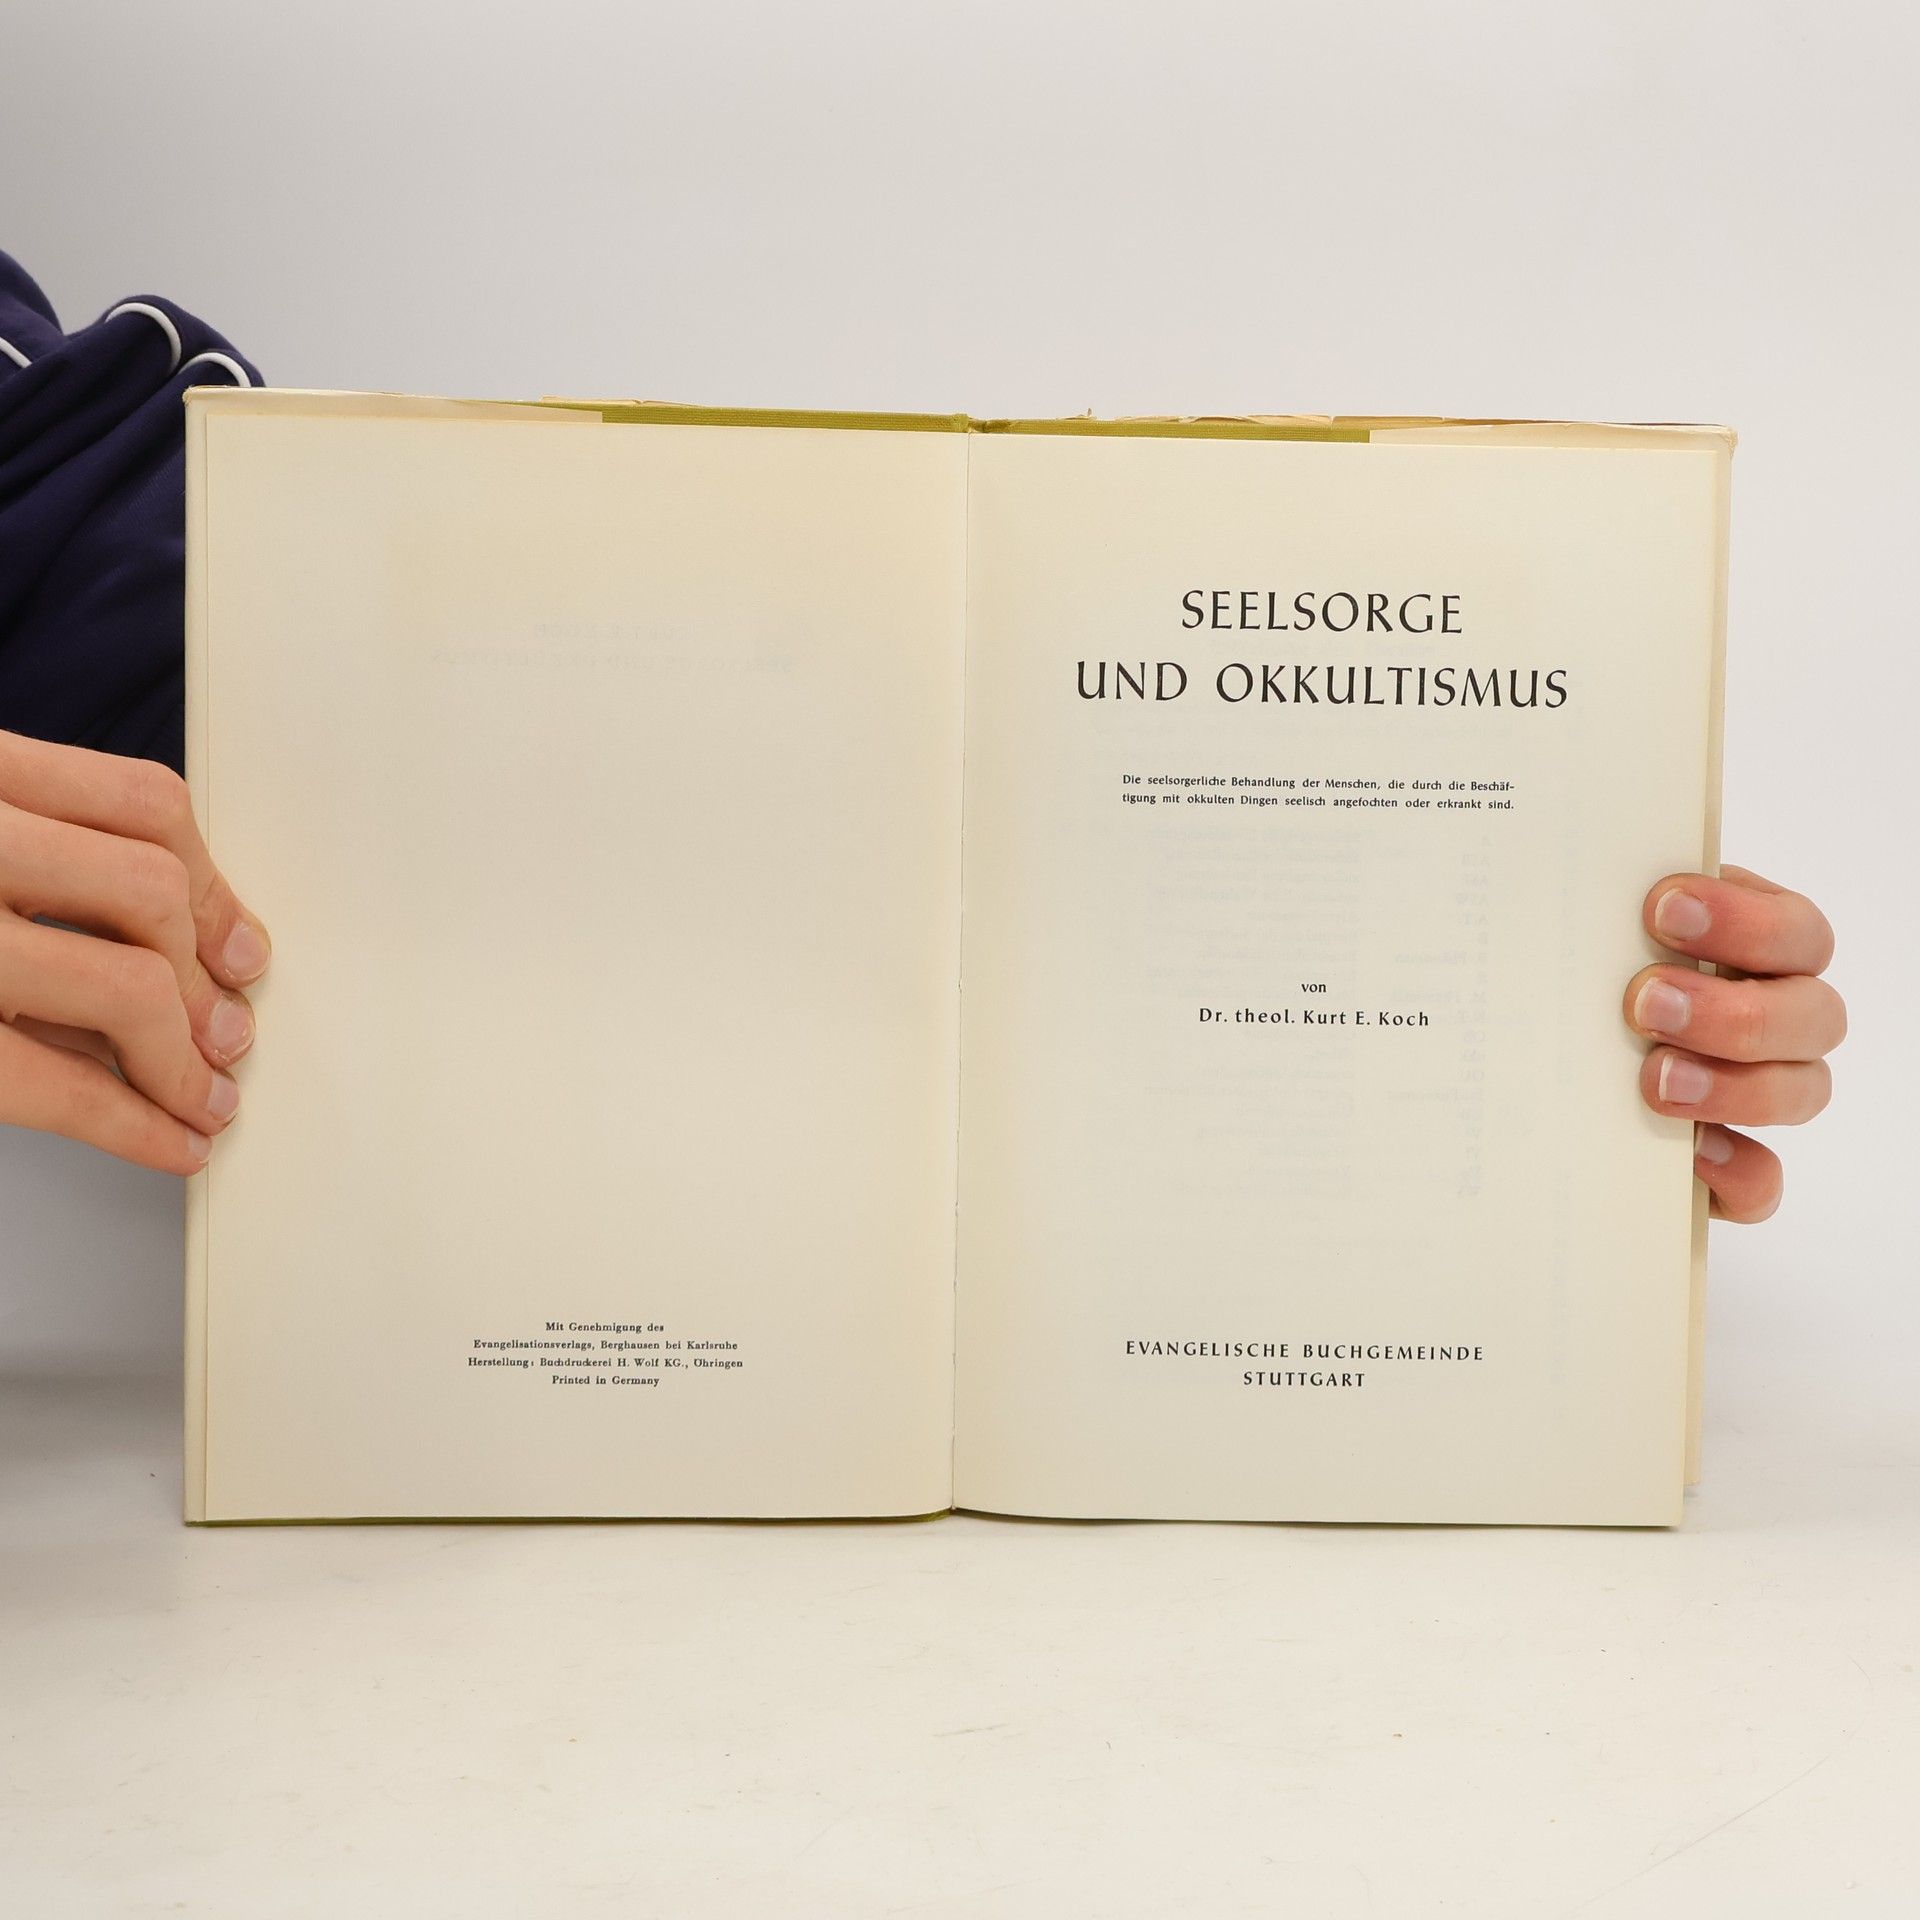 Mit Genehmigung des
Evangelisationsverlags, Berghausen bei Karlsruhe
Herstellung: Buchdruckerei H. Wolf KG., Öhringen
Printed in Germany
SEELSORGE
UND OKKULTISMUS
Die seelsorgerliche Behandlung der Menschen, die durch die Beschäf-
tigung mit okkulten Dingen seelisch angefochten oder erkrankt sind.
von
Dr. theol. Kurt E. Koch
EVANGELISCHE BUCHGEMEINDE
STUTTGART